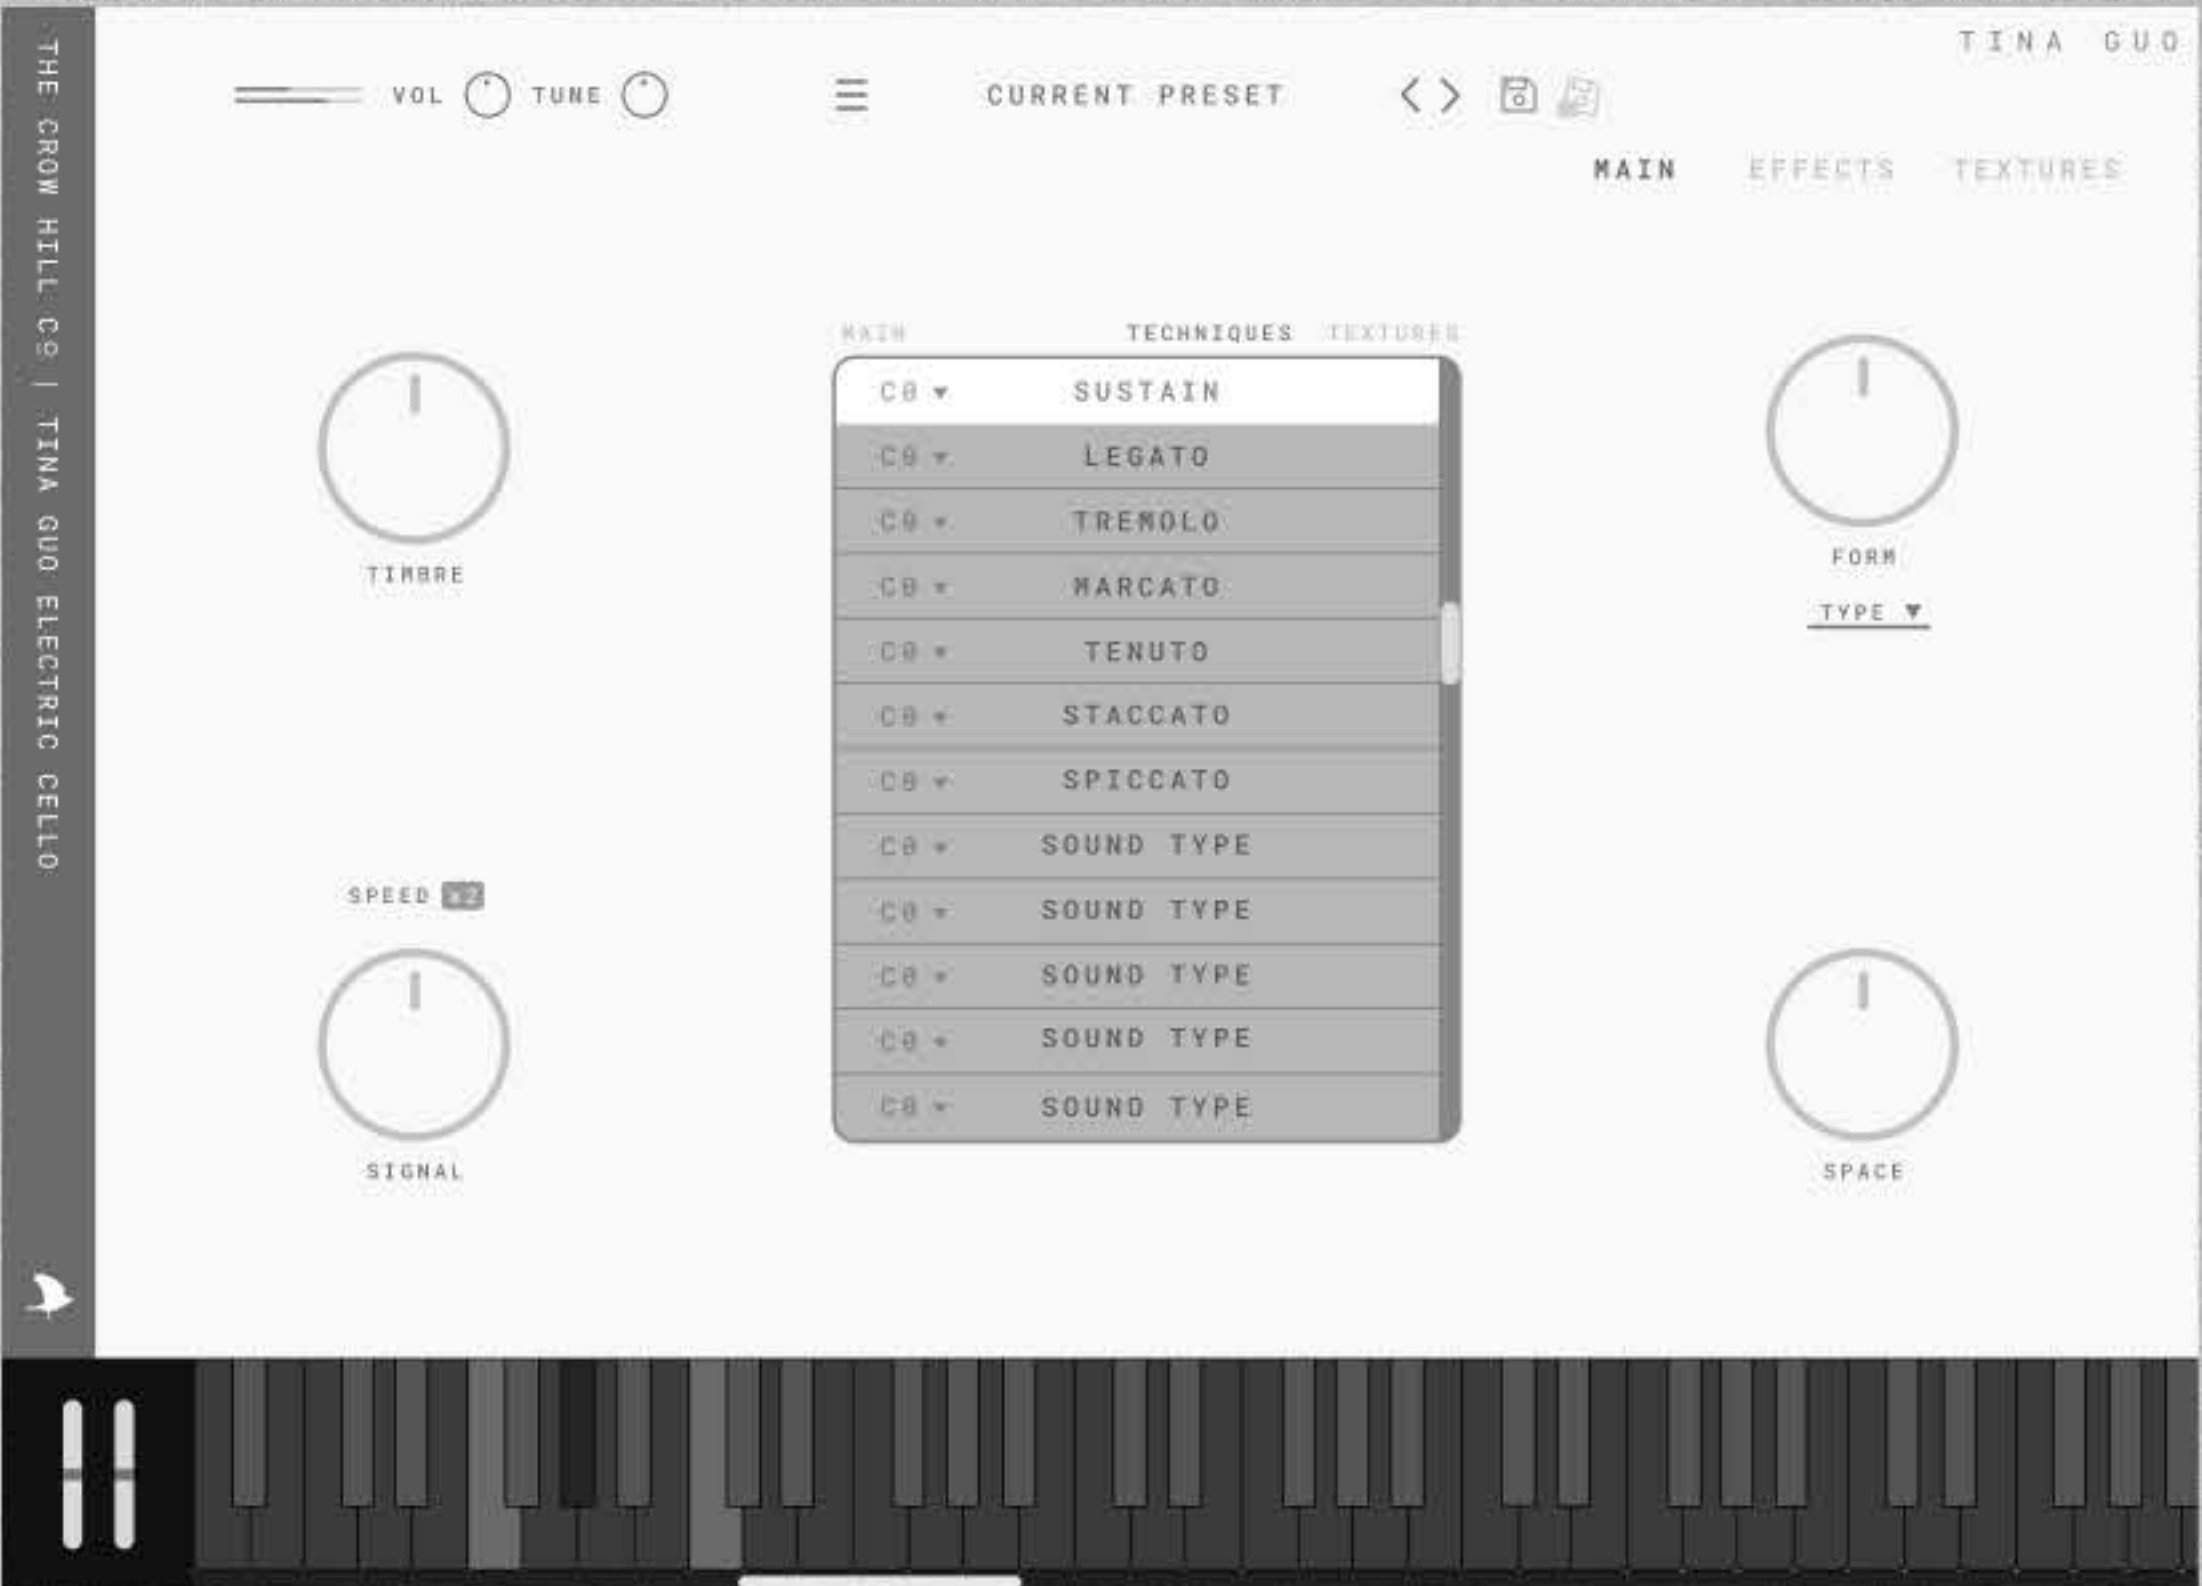 THE CROW HILL Cº | TINA GUO ELECTRIC CELLO
TINA GUO
VOL TUNE CURRENT PRESET
MAIN EFFECTS TEXTURES
MAIN TECHNIQUES TEXTURES
C0 ▼ SUSTAIN
C0 ▼ LEGATO
C0 ▼ TREMOLO
C0 ▼ MARCATO
C0 ▼ TENUTO
C0 ▼ STACCATO
C0 ▼ SPICCATO
C0 ▼ SOUND TYPE
C0 ▼ SOUND TYPE
C0 ▼ SOUND TYPE
C0 ▼ SOUND TYPE
C0 ▼ SOUND TYPE
TIMBRE
FORM
TYPE ▼
SPEED x2
SIGNAL
SPACE